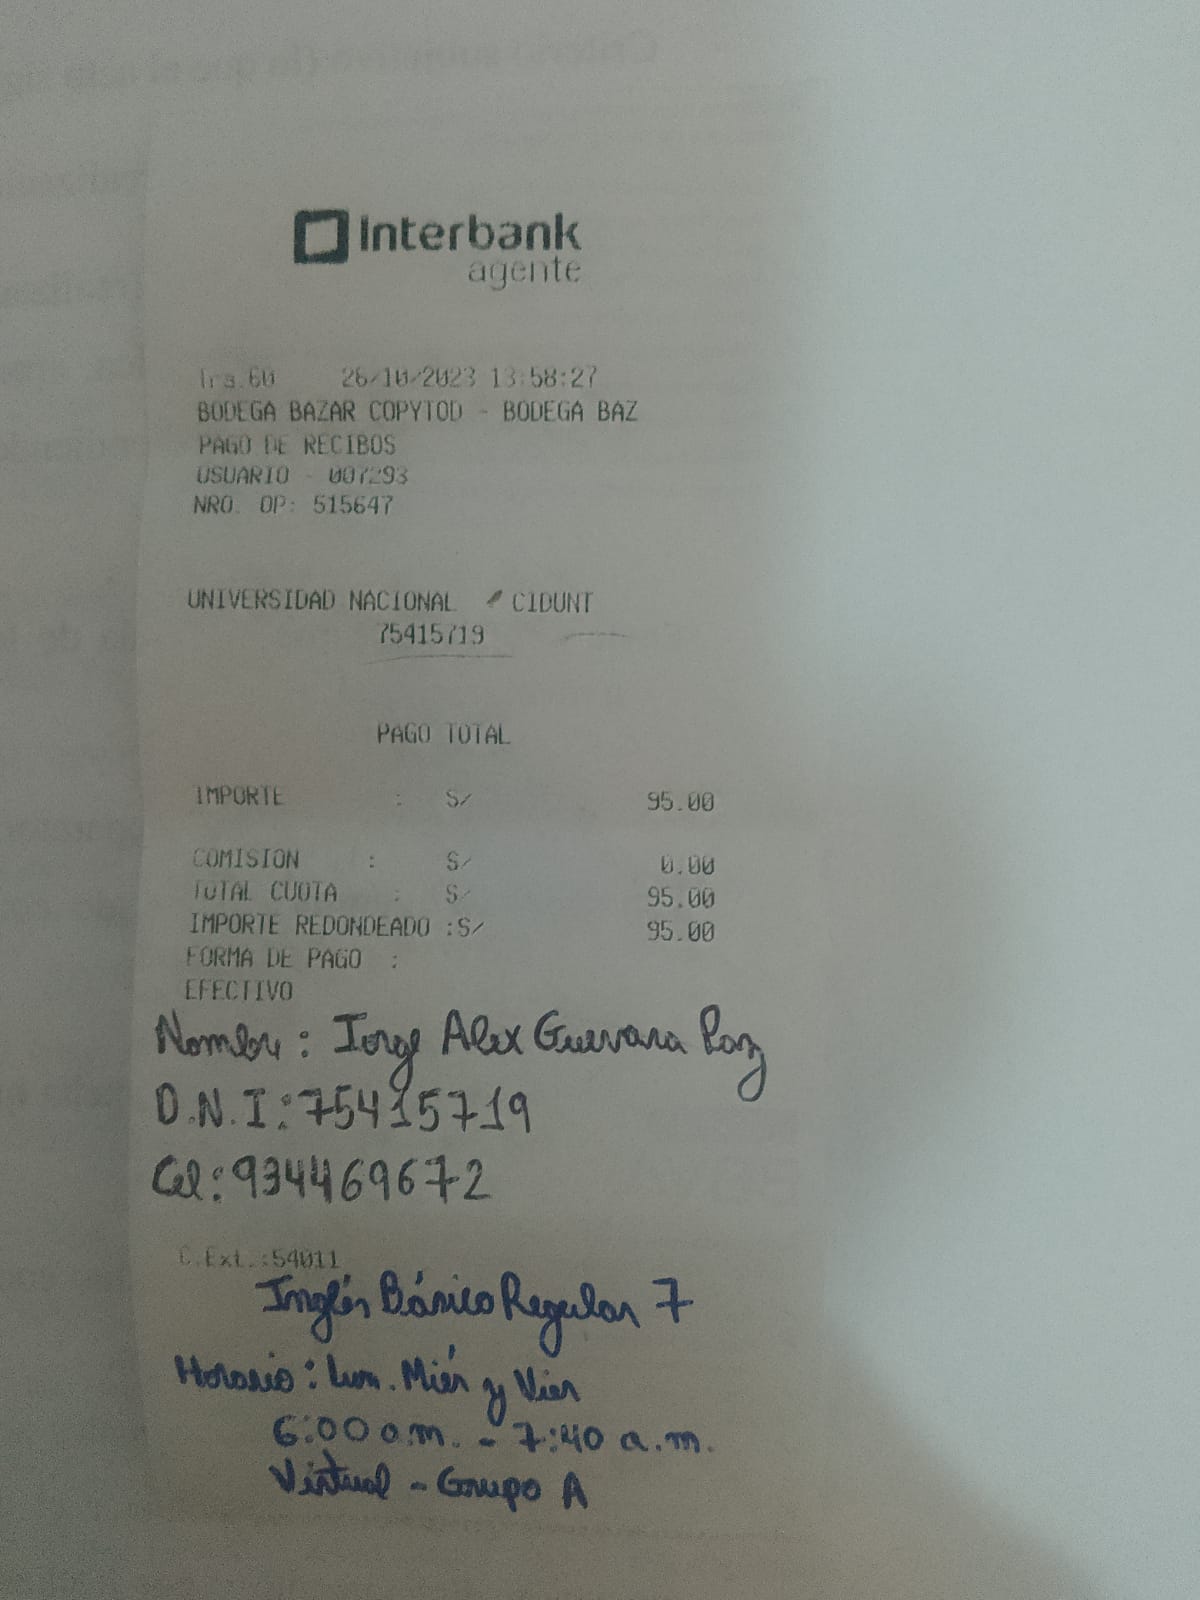 Interbank
agente
Tra.60 26/10/2023 13:58:27
BODEGA BAZAR COPYTOD - BODEGA BAZ
PAGO DE RECIBOS
USUARIO - 007293
NRO. OP: 515647
UNIVERSIDAD NACIONAL CIDUNT
75415719
PAGO TOTAL
IMPORTE : S/ 95.00
COMISION : S/ 0.00
TOTAL CUOTA : S/ 95.00
IMPORTE REDONDEADO :S/ 95.00
FORMA DE PAGO :
EFECTIVO
Nombre: Jorge Alex Guevara Paz
D.N.I.:75415719
Cel:934469672
C.Ext.:54011
Inglés Básico Regular 7
Horario: Lun. Miér y Vier
6:00 a.m. - 7:40 a.m.
Virtual - Grupo A